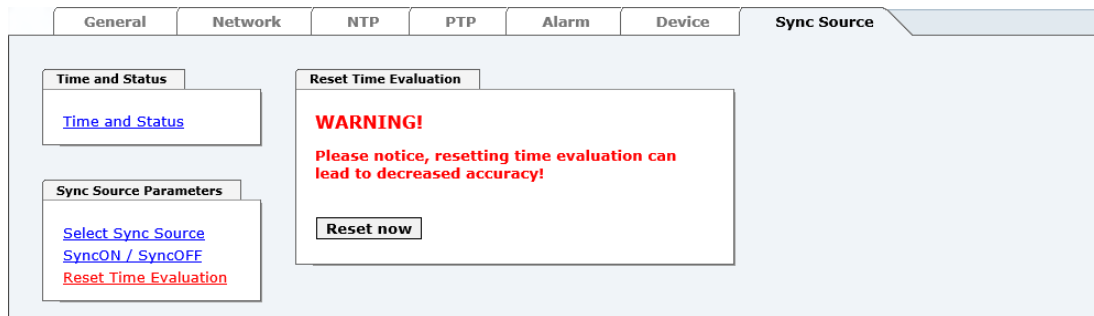 General Network NTP PTP Alarm Device Sync Source
Time and Status
Time and Status
Sync Source Parameters
Select Sync Source
SyncON / SyncOFF
Reset Time Evaluation
Reset Time Evaluation
WARNING!
Please notice, resetting time evaluation can
lead to decreased accuracy!
Reset now